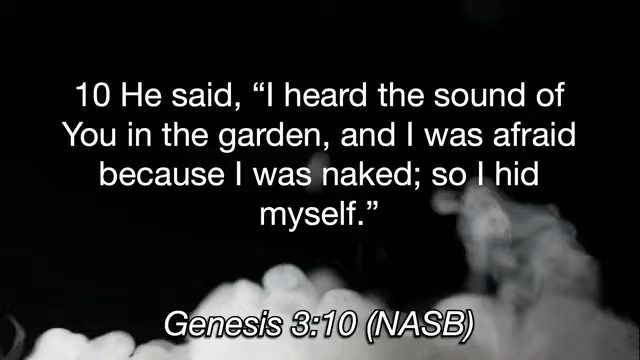 10 He said, “I heard the sound of
You in the garden, and I was afraid
because I was naked; so I hid
myself.”
Genesis 3:10 (NASB)